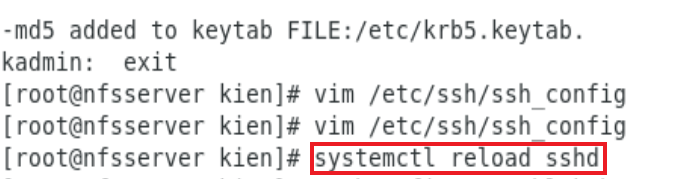 -md5 added to keytab FILE:/etc/krb5.keytab.
kadmin:  exit
[root@nfsserver kien]# vim /etc/ssh/ssh_config
[root@nfsserver kien]# vim /etc/ssh/ssh_config
[root@nfsserver kien]# systemctl reload sshd